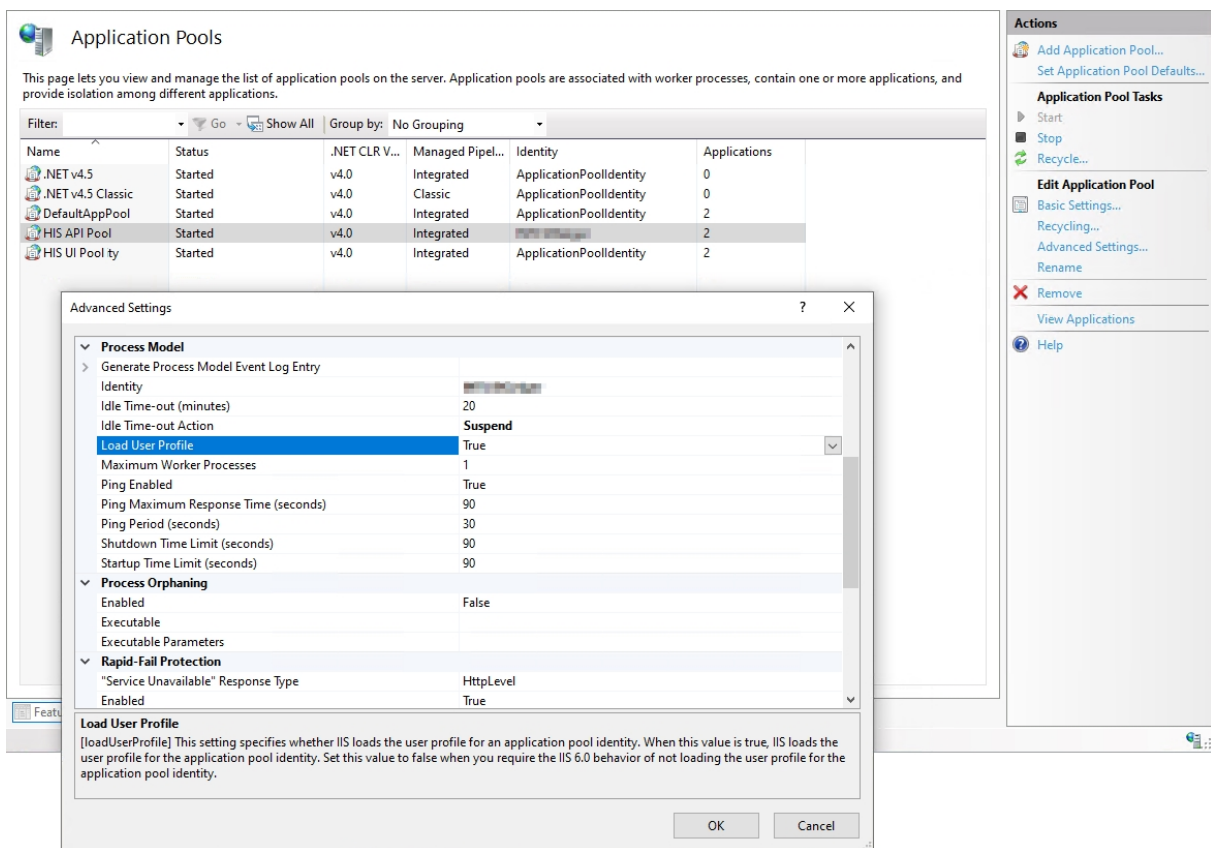 Application Pools
This page lets you view and manage the list of application pools on the server. Application pools are associated with worker processes, contain one or more applications, and
provide isolation among different applications.
Filter: Go Show All Group by: No Grouping
Name Status .NET CLR V... Managed Pipel... Identity Applications
.NET v4.5 Started v4.0 Integrated ApplicationPoolIdentity 0
.NET v4.5 Classic Started v4.0 Classic ApplicationPoolIdentity 0
DefaultAppPool Started v4.0 Integrated ApplicationPoolIdentity 2
HIS API Pool Started v4.0 Integrated 2
HIS UI Pool ty Started v4.0 Integrated ApplicationPoolIdentity 2
Advanced Settings ?
Process Model
Generate Process Model Event Log Entry
Identity
Idle Time-out (minutes) 20
Idle Time-out Action Suspend
Load User Profile True
Maximum Worker Processes 1
Ping Enabled True
Ping Maximum Response Time (seconds) 90
Ping Period (seconds) 30
Shutdown Time Limit (seconds) 90
Startup Time Limit (seconds) 90
Process Orphaning
Enabled False
Executable
Executable Parameters
Rapid-Fail Protection
"Service Unavailable" Response Type HttpLevel
Enabled True
Featu
Load User Profile
[loadUserProfile] This setting specifies whether IIS loads the user profile for an application pool identity. When this value is true, IIS loads the
user profile for the application pool identity. Set this value to false when you require the IIS 6.0 behavior of not loading the user profile for the
application pool identity.
OK Cancel
Actions
Add Application Pool...
Set Application Pool Defaults...
Application Pool Tasks
Start
Stop
Recycle...
Edit Application Pool
Basic Settings...
Recycling...
Advanced Settings...
Rename
Remove
View Applications
Help